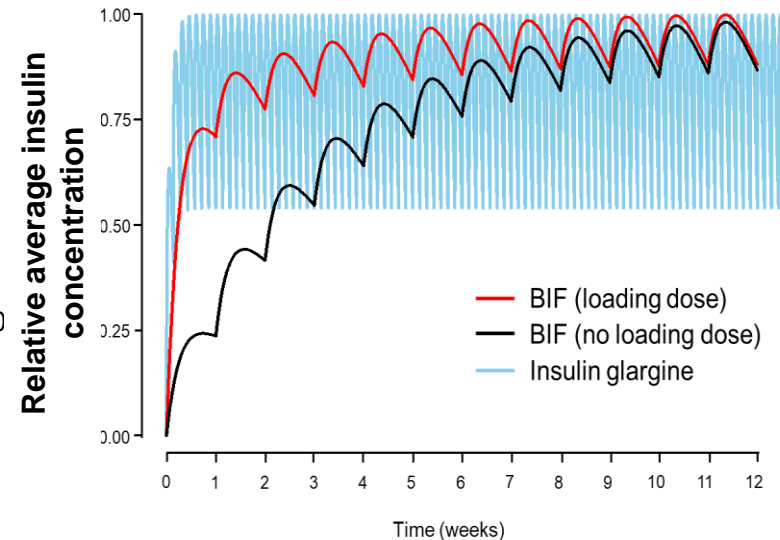 Relative average insulin
concentration
1.00
0.75
0.50
0.25
0.00
BIF (loading dose)
BIF (no loading dose)
Insulin glargine
0 1 2 3 4 5 6 7 8 9 10 11 12
Time (weeks)